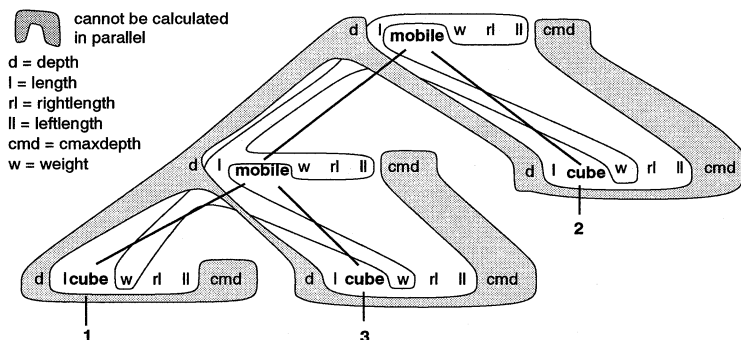 cannot be calculated
in parallel
d = depth
l = length
rl = rightlength
ll = leftlength
cmd = cmaxdepth
w = weight
d l mobile w rl ll cmd
d l mobile w rl ll cmd
d l cube w rl ll cmd
2
d l cube w rl ll cmd
d l cube w rl ll cmd
1
3